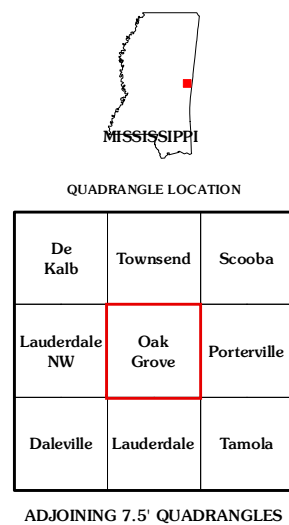 MISSISSIPPI
QUADRANGLE LOCATION
De
Kalb
Townsend
Scooba
Lauderdale
NW
Oak
Grove
Porterville
Daleville
Lauderdale
Tamola
ADJOINING 7.5' QUADRANGLES